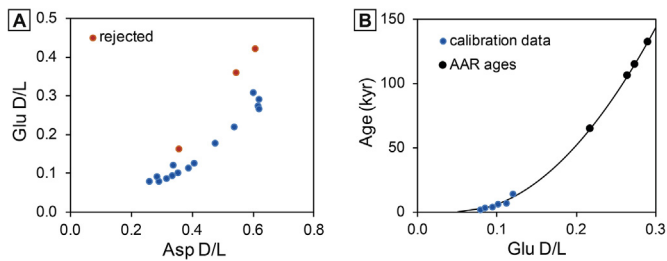 A
rejected
Glu D/L
0.5
0.4
0.3
0.2
0.1
0.0
0.0 0.2 0.4 0.6 0.8
Asp D/L
B
calibration data
AAR ages
Age (kyr)
150
100
50
0
0.0 0.1 0.2 0.3
Glu D/L